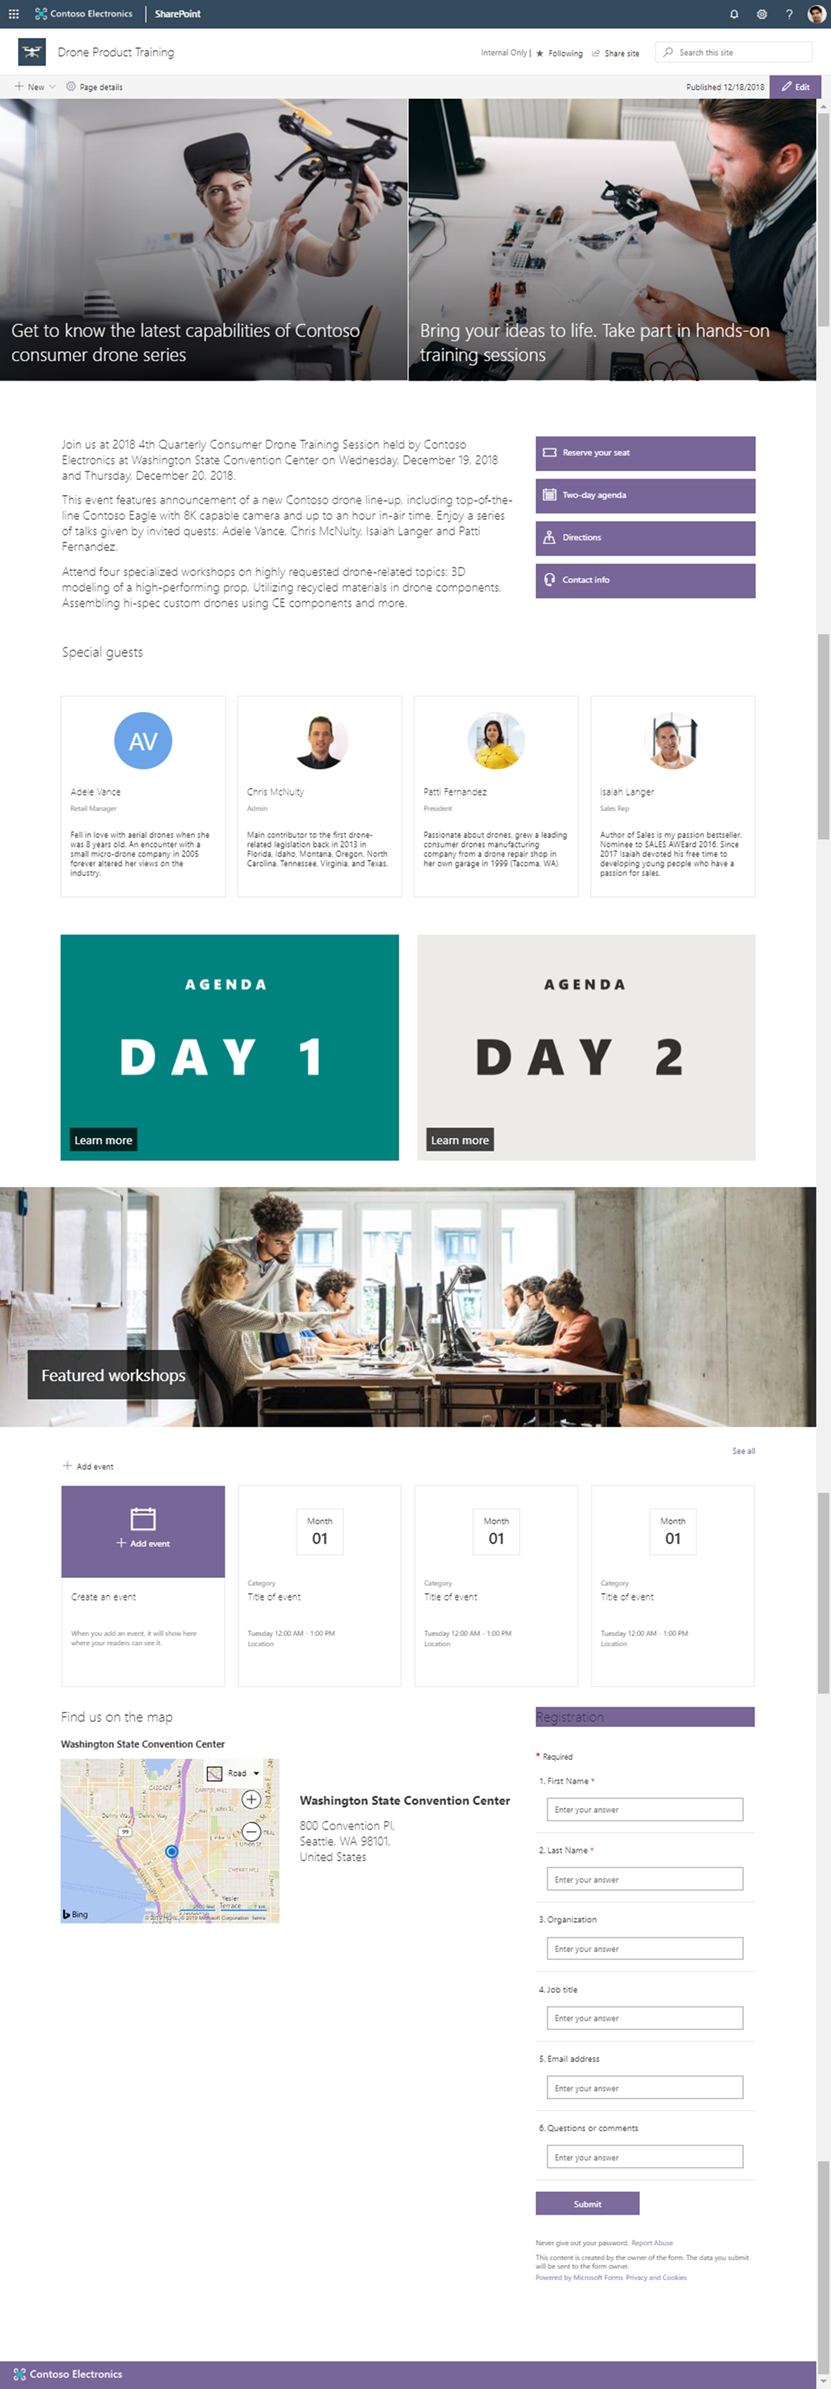 Contoso Electronics SharePoint
Drone Product Training
Internal Only | ★ Following Share site Search this site
+ New Page details
Published 12/18/2018 Edit
Get to know the latest capabilities of Contoso
consumer drone series
Bring your ideas to life. Take part in hands-on
training sessions
Join us at 2018 4th Quarterly Consumer Drone Training Session held by Contoso
Electronics at Washington State Convention Center on Wednesday, December 19, 2018
and Thursday, December 20, 2018.
This event features announcement of a new Contoso drone line-up, including top-of-the-
line Contoso Eagle with 8K capable camera and up to an hour in-air time. Enjoy a series
of talks given by invited quests: Adele Vance, Chris McNulty, Isaiah Langer and Patti
Fernandez.
Attend four specialized workshops on highly requested drone-related topics: 3D
modeling of a high-performing prop, Utilizing recycled materials in drone components,
Assembling hi-spec custom drones using CE components and more.
Reserve your seat
Two-day agenda
Directions
Contact info
Special guests
AV
Adele Vance
Retail Manager
Fell in love with aerial drones when she
was 8 years old. An encounter with a
small micro-drone company in 2005
forever altered her views on the
industry.
Chris McNulty
Admin
Main contributor to the first drone-
related legislation back in 2013 in
Florida, Idaho, Montana, Oregon, North
Carolina, Tennessee, Virginia, and Texas.
Patti Fernandez
President
Passionate about drones, grew a leading
consumer drones manufacturing
company from a drone repair shop in
her own garage in 1999 (Tacoma, WA)
Isaiah Langer
Sales Rep
Author of Sales is my passion bestseller.
Nominee to SALES AWEard 2016. Since
2017 Isaiah devoted his free time to
developing young people who have a
passion for sales.
AGENDA
DAY 1
Learn more
AGENDA
DAY 2
Learn more
Featured workshops
See all
+ Add event
+ Add event
Create an event
When you add an event, it will show here
where your readers can see it.
Month
01
Category
Title of event
Tuesday 12:00 AM - 1:00 PM
Location
Month
01
Category
Title of event
Tuesday 12:00 AM - 1:00 PM
Location
Month
01
Category
Title of event
Tuesday 12:00 AM - 1:00 PM
Location
Find us on the map
Washington State Convention Center
Road
CASCADE
CAPITOL HILL
Denny Way
Denny Way
23rd Ave E
99
E Union St
CHERRY HILL
Yesler
Terrace
Bing
Microsoft Corporation Terms
Washington State Convention Center
800 Convention Pl,
Seattle, WA 98101,
United States
Registration
* Required
1. First Name *
Enter your answer
2. Last Name *
Enter your answer
3. Organization
Enter your answer
4. Job title
Enter your answer
5. Email address
Enter your answer
6. Questions or comments
Enter your answer
Submit
Never give out your password. Report Abuse
This content is created by the owner of the form. The data you submit
will be sent to the form owner.
Powered by Microsoft Forms Privacy and Cookies
Contoso Electronics